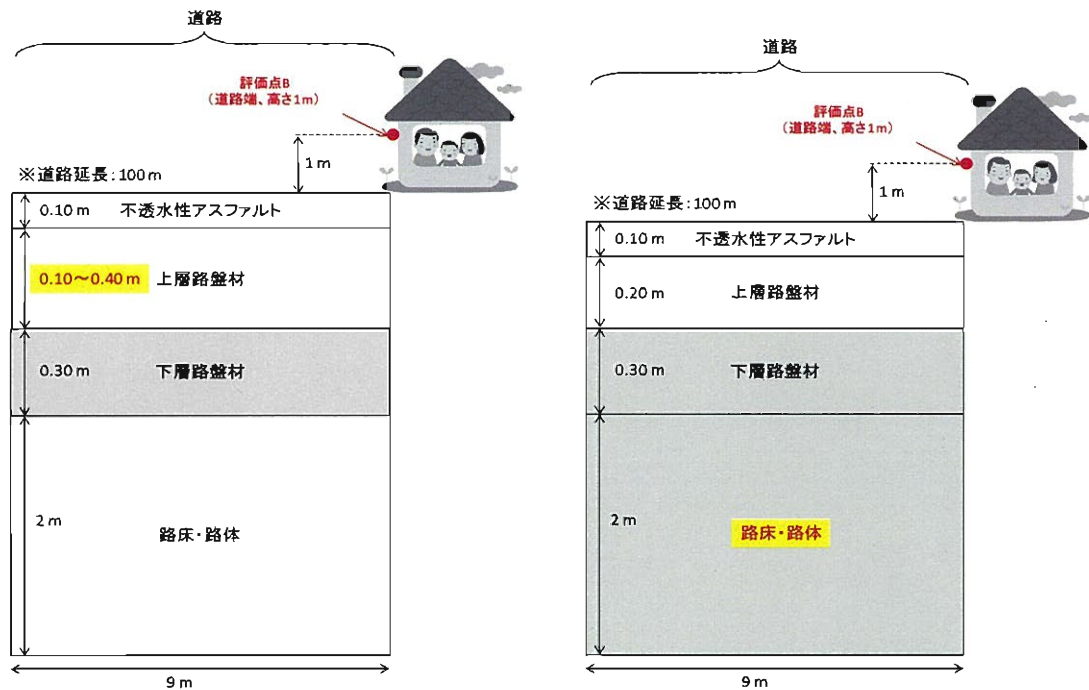 道路
評価点B
（道路端、高さ1m）
1 m
※道路延長：100 m
0.10 m 不透水性アスファルト
0.10～0.40 m 上層路盤材
0.30 m 下層路盤材
2 m
路床・路体
9 m
道路
評価点B
（道路端、高さ1m）
1 m
※道路延長：100 m
0.10 m 不透水性アスファルト
0.20 m 上層路盤材
0.30 m 下層路盤材
2 m
路床・路体
9 m